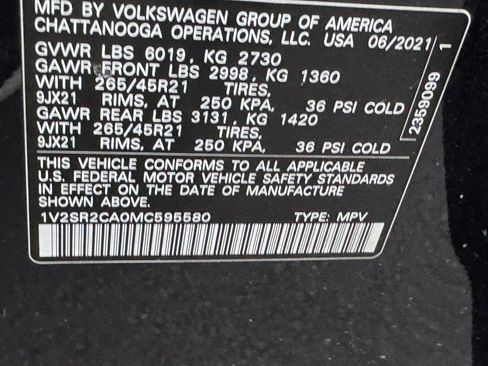 MFD BY VOLKSWAGEN GROUP OF AMERICA
CHATTANOOGA OPERATIONS, LLC. USA 06/2021
GVWR LBS 6019, KG 2730
GAWR FRONT LBS 2998, KG 1360
WITH 265/45R21 TIRES,
9JX21 RIMS, AT 250 KPA, 36 PSI COLD
GAWR REAR LBS 3131, KG 1420
WITH 265/45R21 TIRES,
9JX21 RIMS, AT 250 KPA, 36 PSI COLD
THIS VEHICLE CONFORMS TO ALL APPLICABLE
U.S. FEDERAL MOTOR VEHICLE SAFETY STANDARDS
IN EFFECT ON THE DATE OF MANUFACTURE
SHOWN ABOVE.
1V2SR2CA0MC595580 TYPE: MPV
2359099 1